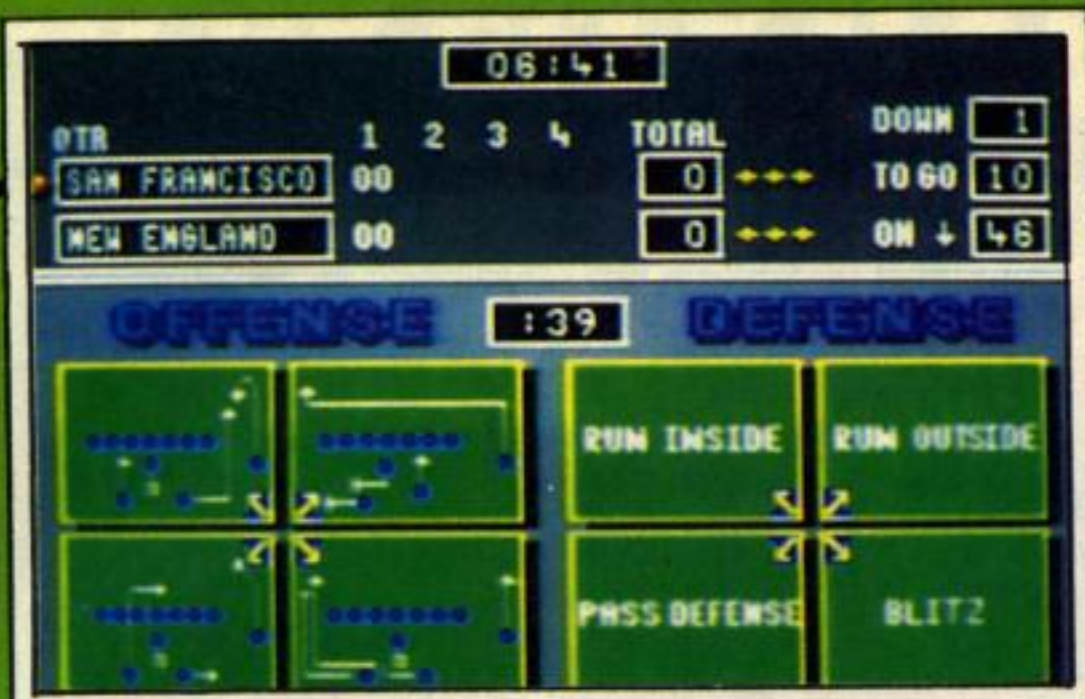 06:41
QTR 1 2 3 4 TOTAL DOWN 1
SAN FRANCISCO 00 0 TO GO 10
NEW ENGLAND 00 0 ON ↓ 46
OFFENSE :39 DEFENSE
RUN INSIDE RUN OUTSIDE
PASS DEFENSE BLITZ